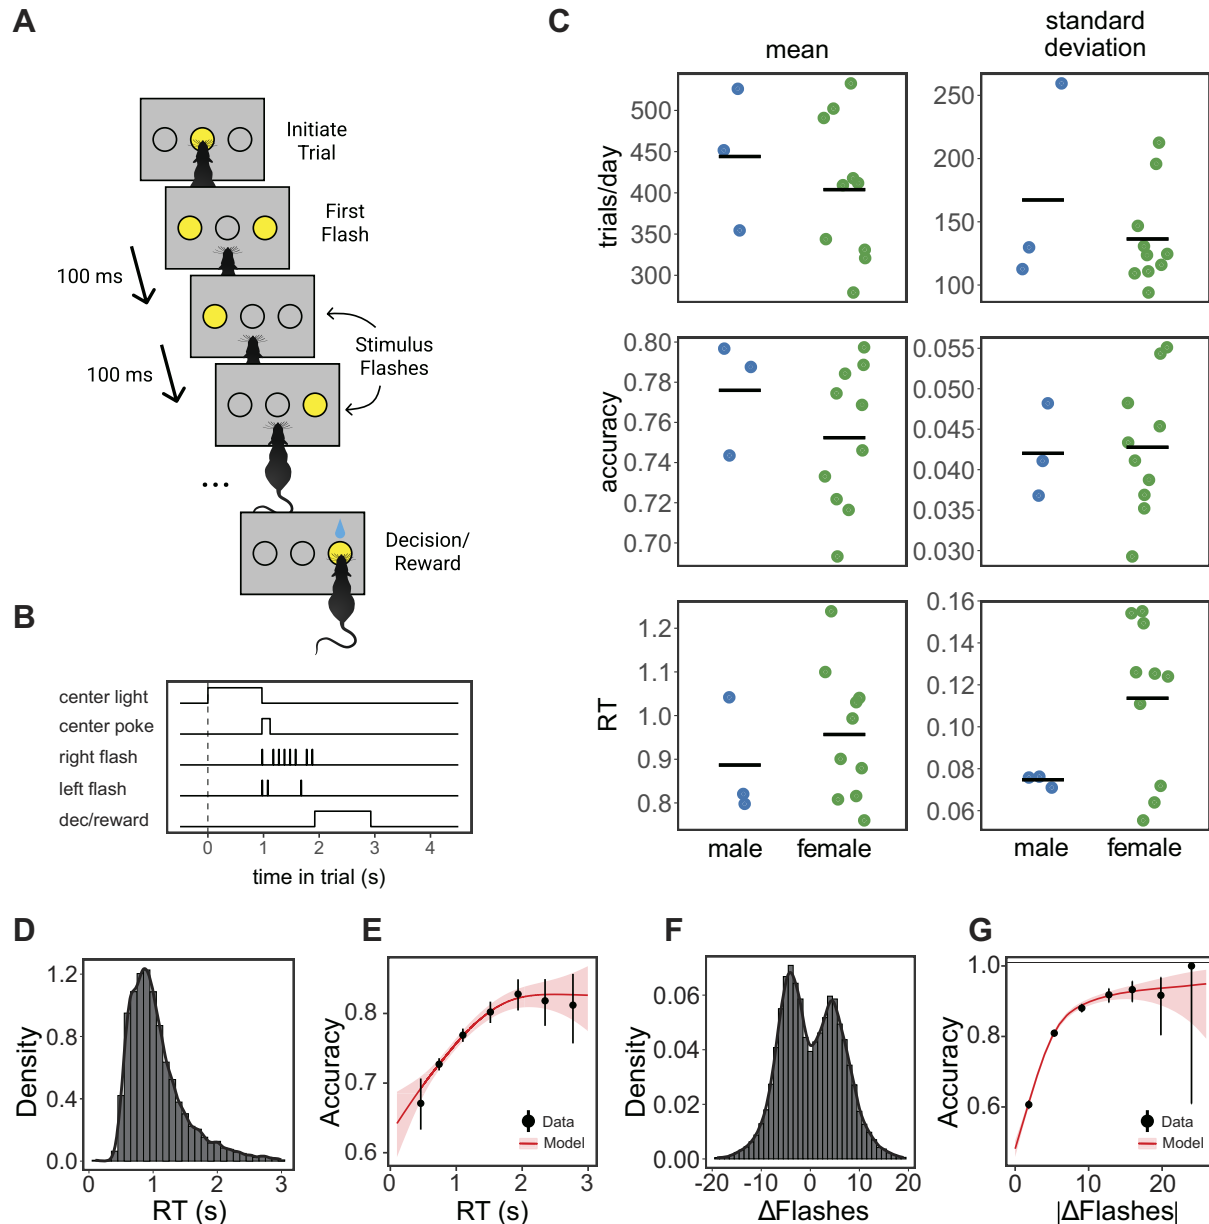 A
Initiate
Trial
First
Flash
100 ms
Stimulus
Flashes
100 ms
...
Decision/
Reward
B
center light
center poke
right flash
left flash
dec/reward
0 1 2 3 4
time in trial (s)
C
mean
standard
deviation
trials/day
500
450
400
350
300
250
200
150
100
accuracy
0.80
0.78
0.76
0.74
0.72
0.70
0.055
0.050
0.045
0.040
0.035
0.030
RT
1.2
1.1
1.0
0.9
0.8
0.16
0.14
0.12
0.10
0.08
0.06
male female
male female
D
Density
1.2
0.8
0.4
0.0
0 1 2 3
RT (s)
E
Accuracy
0.8
0.7
0.6
Data
Model
0 1 2 3
RT (s)
F
Density
0.06
0.04
0.02
0.00
-20 -10 0 10 20
ΔFlashes
G
Accuracy
1.0
0.8
0.6
Data
Model
0 10 20
|ΔFlashes|